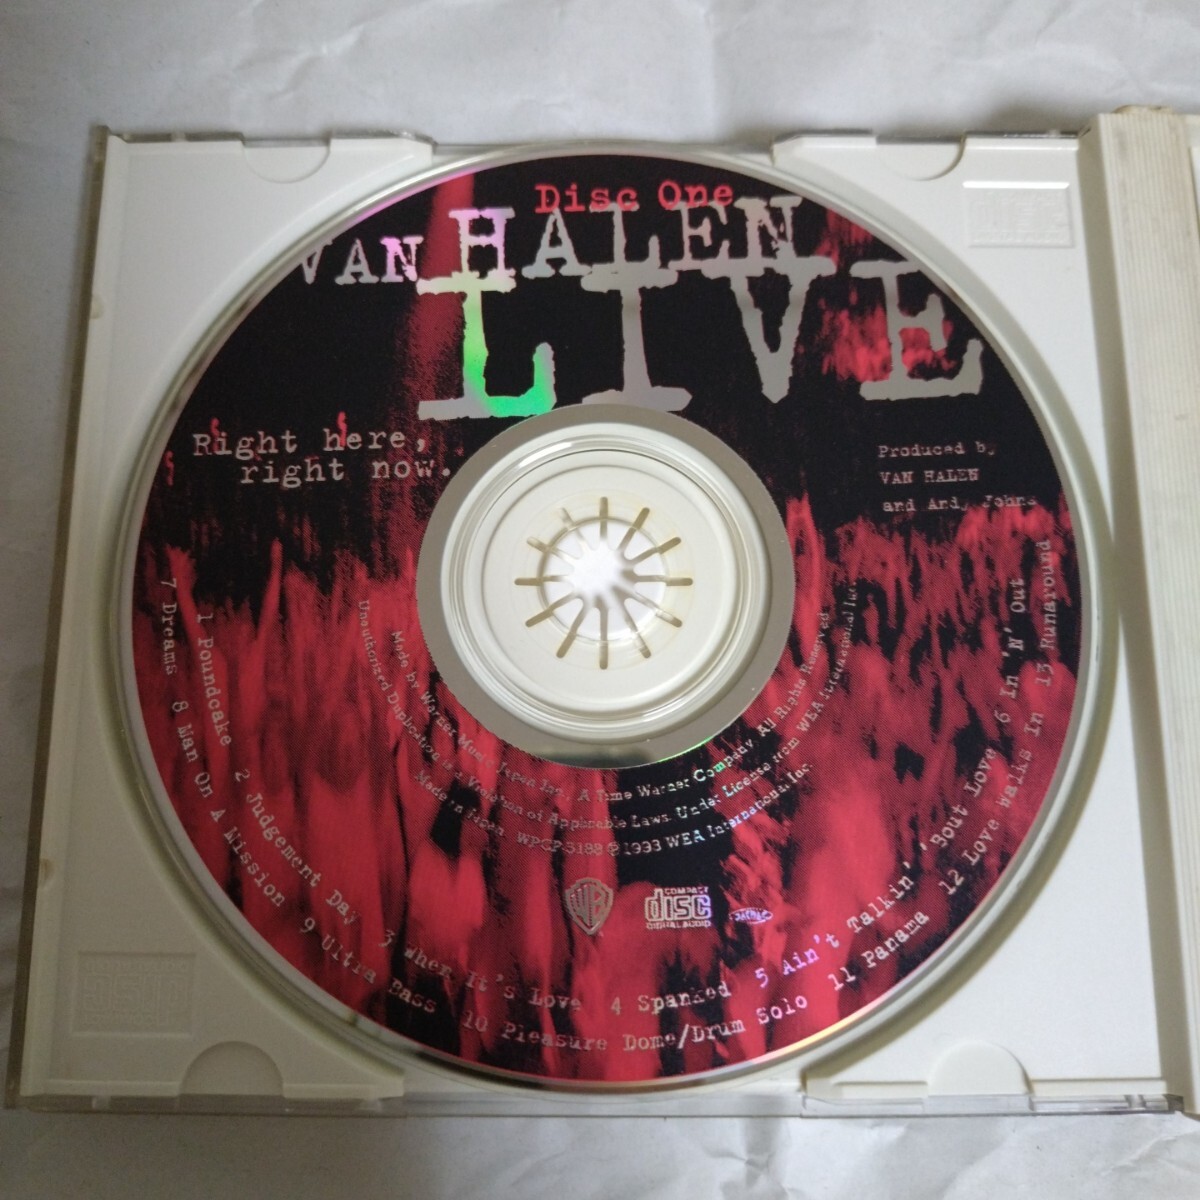 Disc One
VAN HALEN
LIVE
Right here,
right now.
Produced by
VAN HALEN
and Andy Johns
1 Poundcake 2 Judgement Day 3 When It's Love 4 Spanked 5 Ain't Talkin' 'Bout Love 6 In 'N' Out
7 Dreams 8 Man On A Mission 9 Ultra Bass 10 Pleasure Dome/Drum Solo 11 Panama 12 Love Walks In 13 Runaround
Made by Warner Music Japan Inc., A Time Warner Company. All Rights Reserved
Unauthorized Duplication is a Violation of Applicable Laws. Under License from WEA International Inc.
Made in Japan. WPCP-5188 ℗ 1993 WEA International Inc.
WB
COMPACT
disc
DIGITAL AUDIO